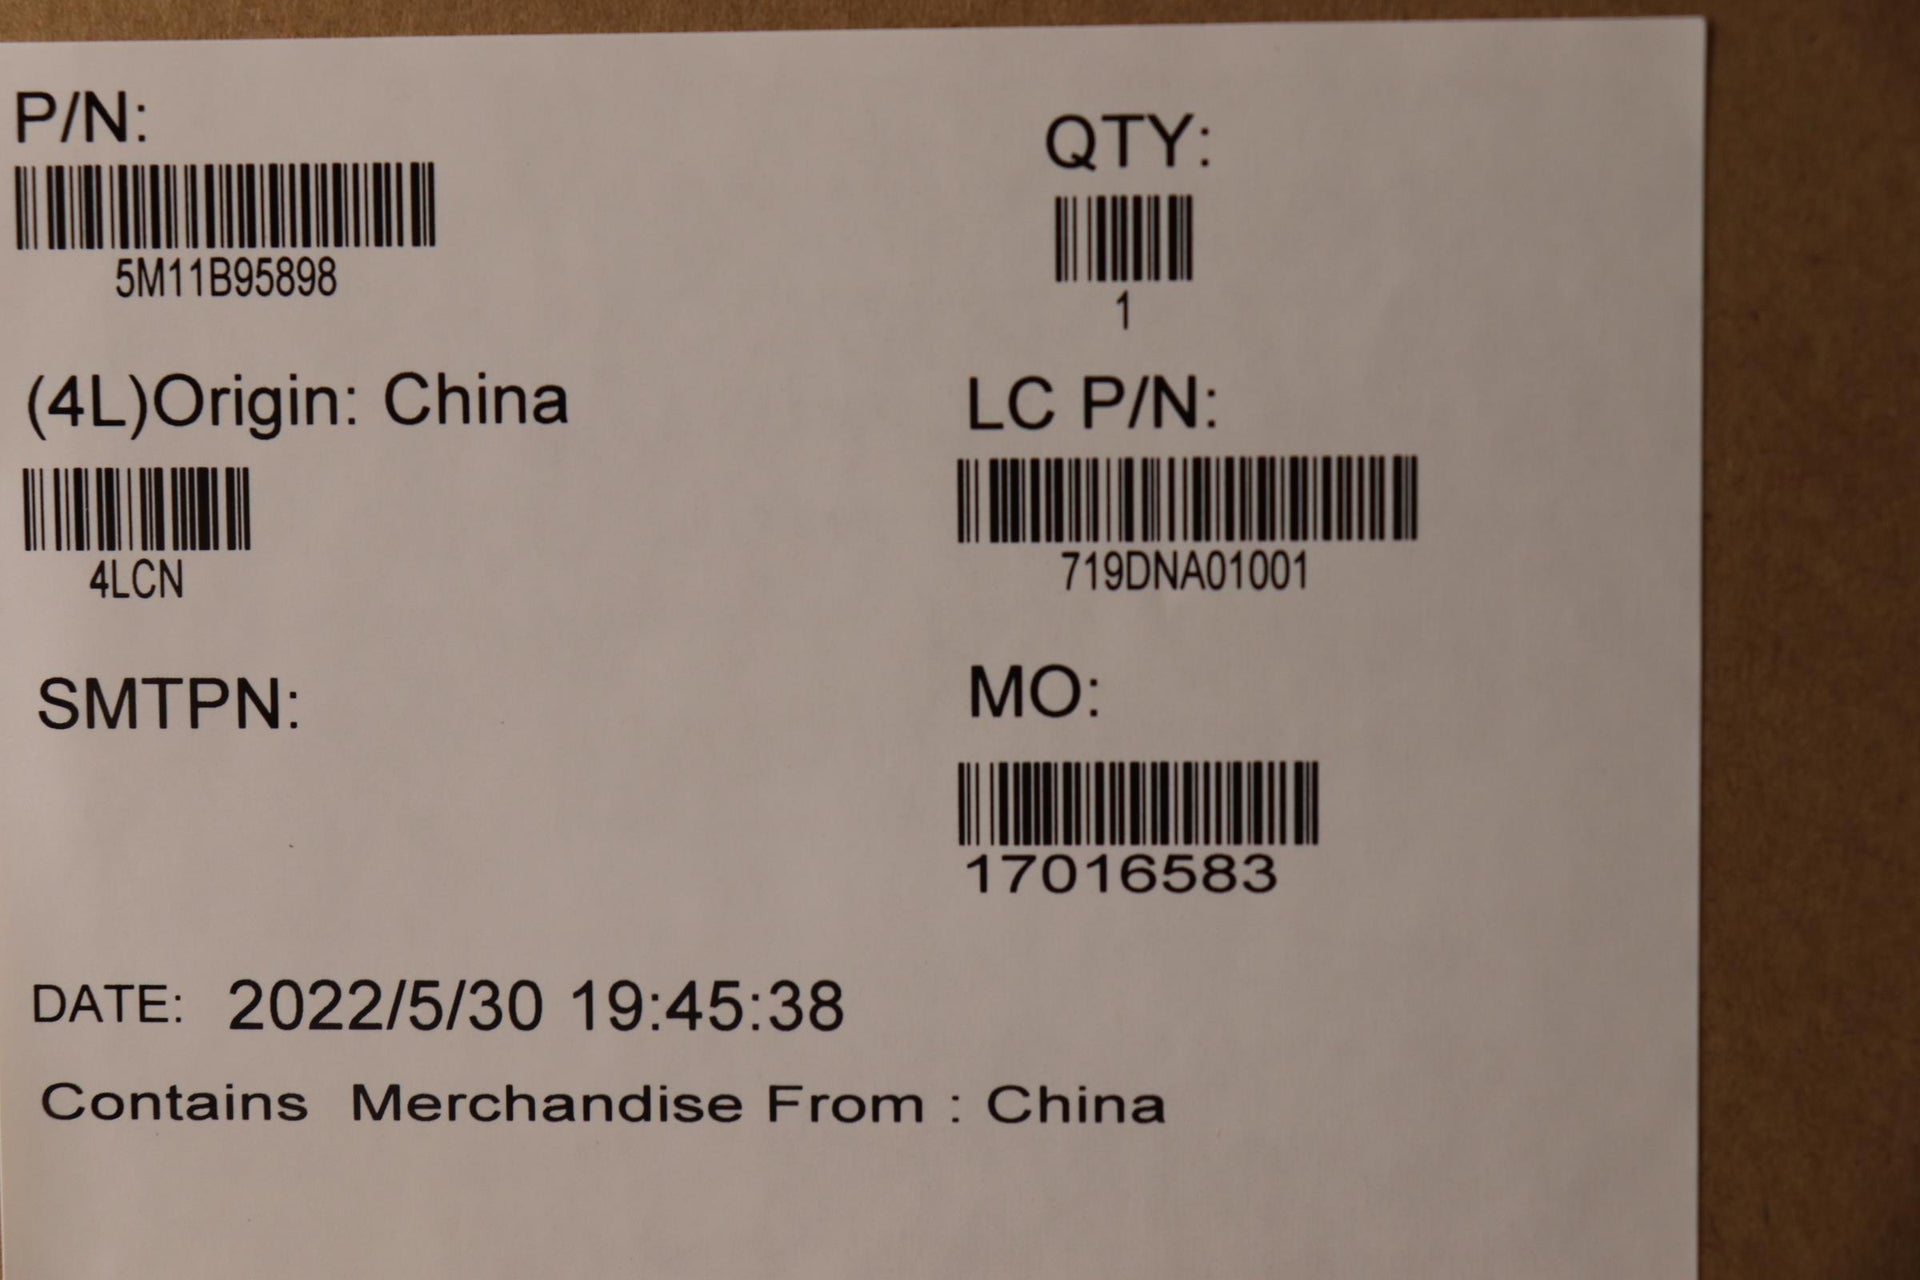 P/N:
5M11B95898
QTY:
1
(4L)Origin: China
4LCN
LC P/N:
719DNA01001
SMTPN:
MO:
17016583
DATE: 2022/5/30 19:45:38
Contains Merchandise From : China